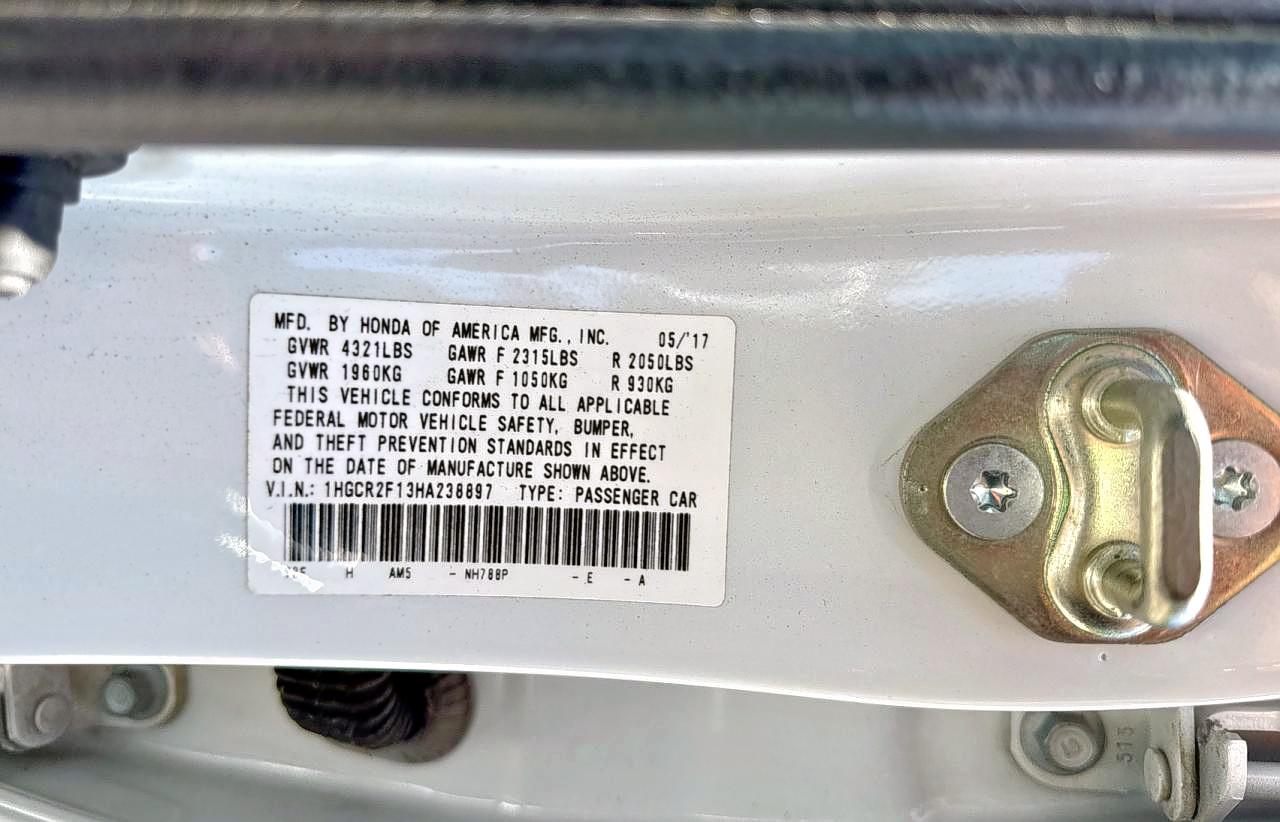 MFD. BY HONDA OF AMERICA MFG., INC. 05/'17
GVWR 4321LBS GAWR F 2315LBS R 2050LBS
GVWR 1960KG GAWR F 1050KG R 930KG
THIS VEHICLE CONFORMS TO ALL APPLICABLE
FEDERAL MOTOR VEHICLE SAFETY, BUMPER,
AND THEFT PREVENTION STANDARDS IN EFFECT
ON THE DATE OF MANUFACTURE SHOWN ABOVE.
V.I.N.: 1HGCR2F13HA238897 TYPE: PASSENGER CAR
H AM5 - NH788P - E - A
515